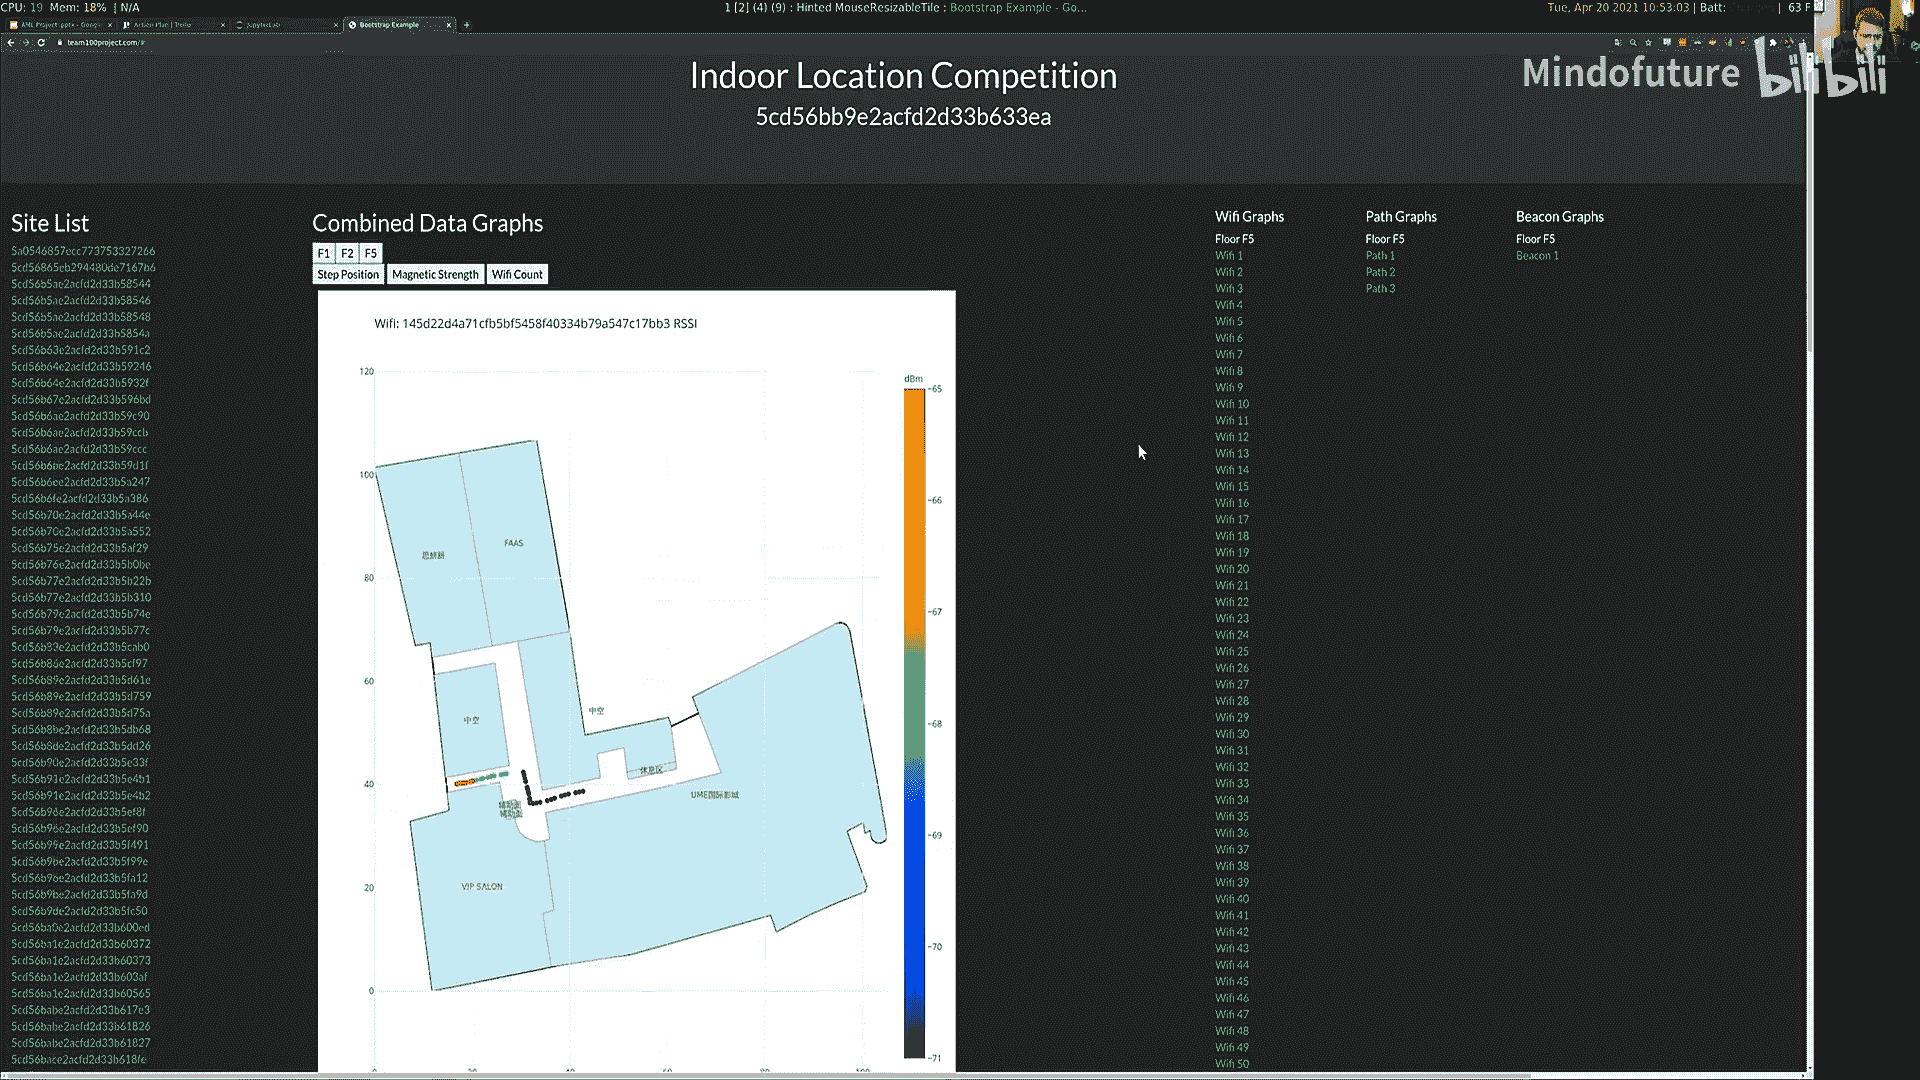 CPU: 19 Mem: 18% | N/A
1 [2] (4) (9) : Hinted MouseResizableTile : Bootstrap Example - Go...
Tue, Apr 20 2021 10:53:03 | Batt:
| 63 F
Bootstrap Example
team100project.com/#
Mindofuture bilibili
Indoor Location Competition
5cd56bb9e2acfd2d33b633ea
Site List
5a0546857ecc773753327266
5cd56865eb294480de7167b6
5cd56b5ae2acfd2d33b58544
5cd56b5ae2acfd2d33b58546
5cd56b5ae2acfd2d33b58548
5cd56b5ae2acfd2d33b5854a
5cd56b63e2acfd2d33b591c2
5cd56b64e2acfd2d33b59246
5cd56b64e2acfd2d33b5932f
5cd56b67e2acfd2d33b596bd
5cd56b6ae2acfd2d33b59c90
5cd56b6ae2acfd2d33b59ccb
5cd56b6ae2acfd2d33b59ccc
5cd56b6be2acfd2d33b59d1f
5cd56b6ee2acfd2d33b5a247
5cd56b6fe2acfd2d33b5a386
5cd56b70e2acfd2d33b5a44e
5cd56b70e2acfd2d33b5a552
5cd56b75e2acfd2d33b5af29
5cd56b76e2acfd2d33b5b0be
5cd56b77e2acfd2d33b5b22b
5cd56b77e2acfd2d33b5b310
5cd56b79e2acfd2d33b5b74e
5cd56b79e2acfd2d33b5b77c
5cd56b83e2acfd2d33b5cab0
5cd56b86e2acfd2d33b5cf97
5cd56b89e2acfd2d33b5d61e
5cd56b89e2acfd2d33b5d759
5cd56b89e2acfd2d33b5d75a
5cd56b8be2acfd2d33b5db68
5cd56b8de2acfd2d33b5dd26
5cd56b90e2acfd2d33b5e33f
5cd56b91e2acfd2d33b5e4b1
5cd56b91e2acfd2d33b5e4b2
5cd56b96e2acfd2d33b5ef8f
5cd56b96e2acfd2d33b5ef90
5cd56b99e2acfd2d33b5f491
5cd56b9be2acfd2d33b5f99e
5cd56b9be2acfd2d33b5fa12
5cd56b9be2acfd2d33b5fa9d
5cd56b9de2acfd2d33b5fc50
5cd56ba0e2acfd2d33b600ed
5cd56ba1e2acfd2d33b60372
5cd56ba1e2acfd2d33b60373
5cd56ba1e2acfd2d33b603af
5cd56ba1e2acfd2d33b60565
5cd56babe2acfd2d33b617e3
5cd56babe2acfd2d33b61826
5cd56babe2acfd2d33b61827
5cd56bace2acfd2d33b618fe
Combined Data Graphs
F1 F2 F5
Step Position Magnetic Strength Wifi Count
Wifi: 145d22d4a71cfb5bf5458f40334b79a547c17bb3 RSSI
120
100
80
60
40
20
0
FAAS
中空
中空
休息区
UME国际影城
辅助面
辅助面
VIP SALON
dBm
-65
-66
-67
-68
-69
-70
-71
Wifi Graphs
Floor F5
Wifi 1
Wifi 2
Wifi 3
Wifi 4
Wifi 5
Wifi 6
Wifi 7
Wifi 8
Wifi 9
Wifi 10
Wifi 11
Wifi 12
Wifi 13
Wifi 14
Wifi 15
Wifi 16
Wifi 17
Wifi 18
Wifi 19
Wifi 20
Wifi 21
Wifi 22
Wifi 23
Wifi 24
Wifi 25
Wifi 26
Wifi 27
Wifi 28
Wifi 29
Wifi 30
Wifi 31
Wifi 32
Wifi 33
Wifi 34
Wifi 35
Wifi 36
Wifi 37
Wifi 38
Wifi 39
Wifi 40
Wifi 41
Wifi 42
Wifi 43
Wifi 44
Wifi 45
Wifi 46
Wifi 47
Wifi 48
Wifi 49
Wifi 50
Path Graphs
Floor F5
Path 1
Path 2
Path 3
Beacon Graphs
Floor F5
Beacon 1